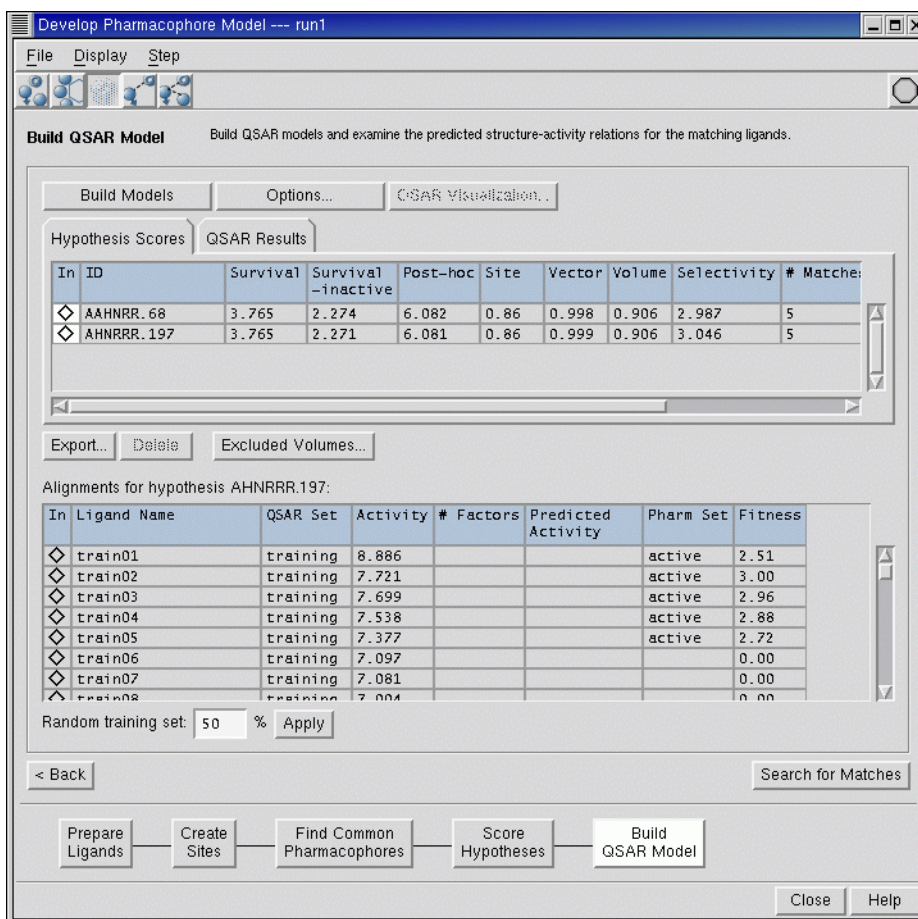 Develop Pharmacophore Model --- run1
File Display Step
Build QSAR Model Build QSAR models and examine the predicted structure-activity relations for the matching ligands.
Build Models Options... QSAR Visualization...
Hypothesis Scores QSAR Results
In ID Survival Survival -inactive Post-hoc Site Vector Volume Selectivity # Matches
AAHNRR.68 3.765 2.274 6.082 0.86 0.998 0.906 2.987 5
AHNRRR.197 3.765 2.271 6.081 0.86 0.999 0.906 3.046 5
Export... Delete Excluded Volumes...
Alignments for hypothesis AHNRRR.197:
In Ligand Name QSAR Set Activity # Factors Predicted Activity Pharm Set Fitness
train01 training 8.886 active 2.51
train02 training 7.721 active 3.00
train03 training 7.699 active 2.96
train04 training 7.538 active 2.88
train05 training 7.377 active 2.72
train06 training 7.097 0.00
train07 training 7.081 0.00
train08 training 7.004 0.00
Random training set: 50 % Apply
< Back Search for Matches
Prepare Ligands
Create Sites
Find Common Pharmacophores
Score Hypotheses
Build QSAR Model
Close Help